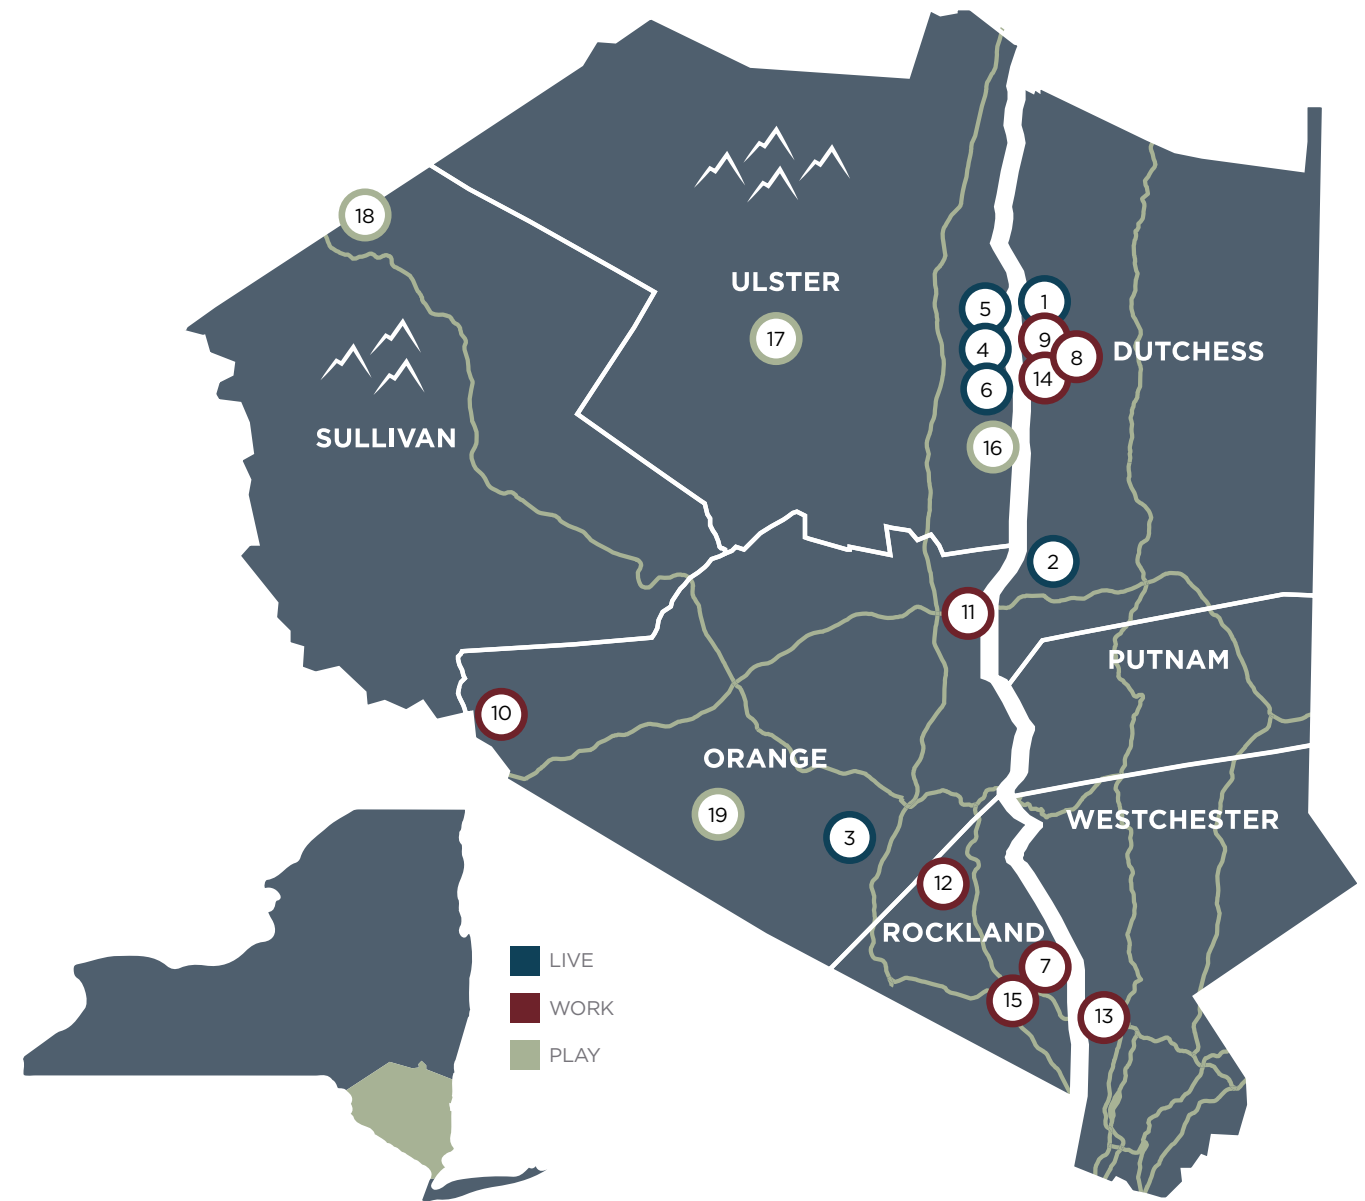 18
ULSTER
5
1
17
4
9
8
DUTCHESS
6
14
SULLIVAN
16
2
11
PUTNAM
10
ORANGE
19
3
WESTCHESTER
12
ROCKLAND
7
15
13
LIVE
WORK
PLAY